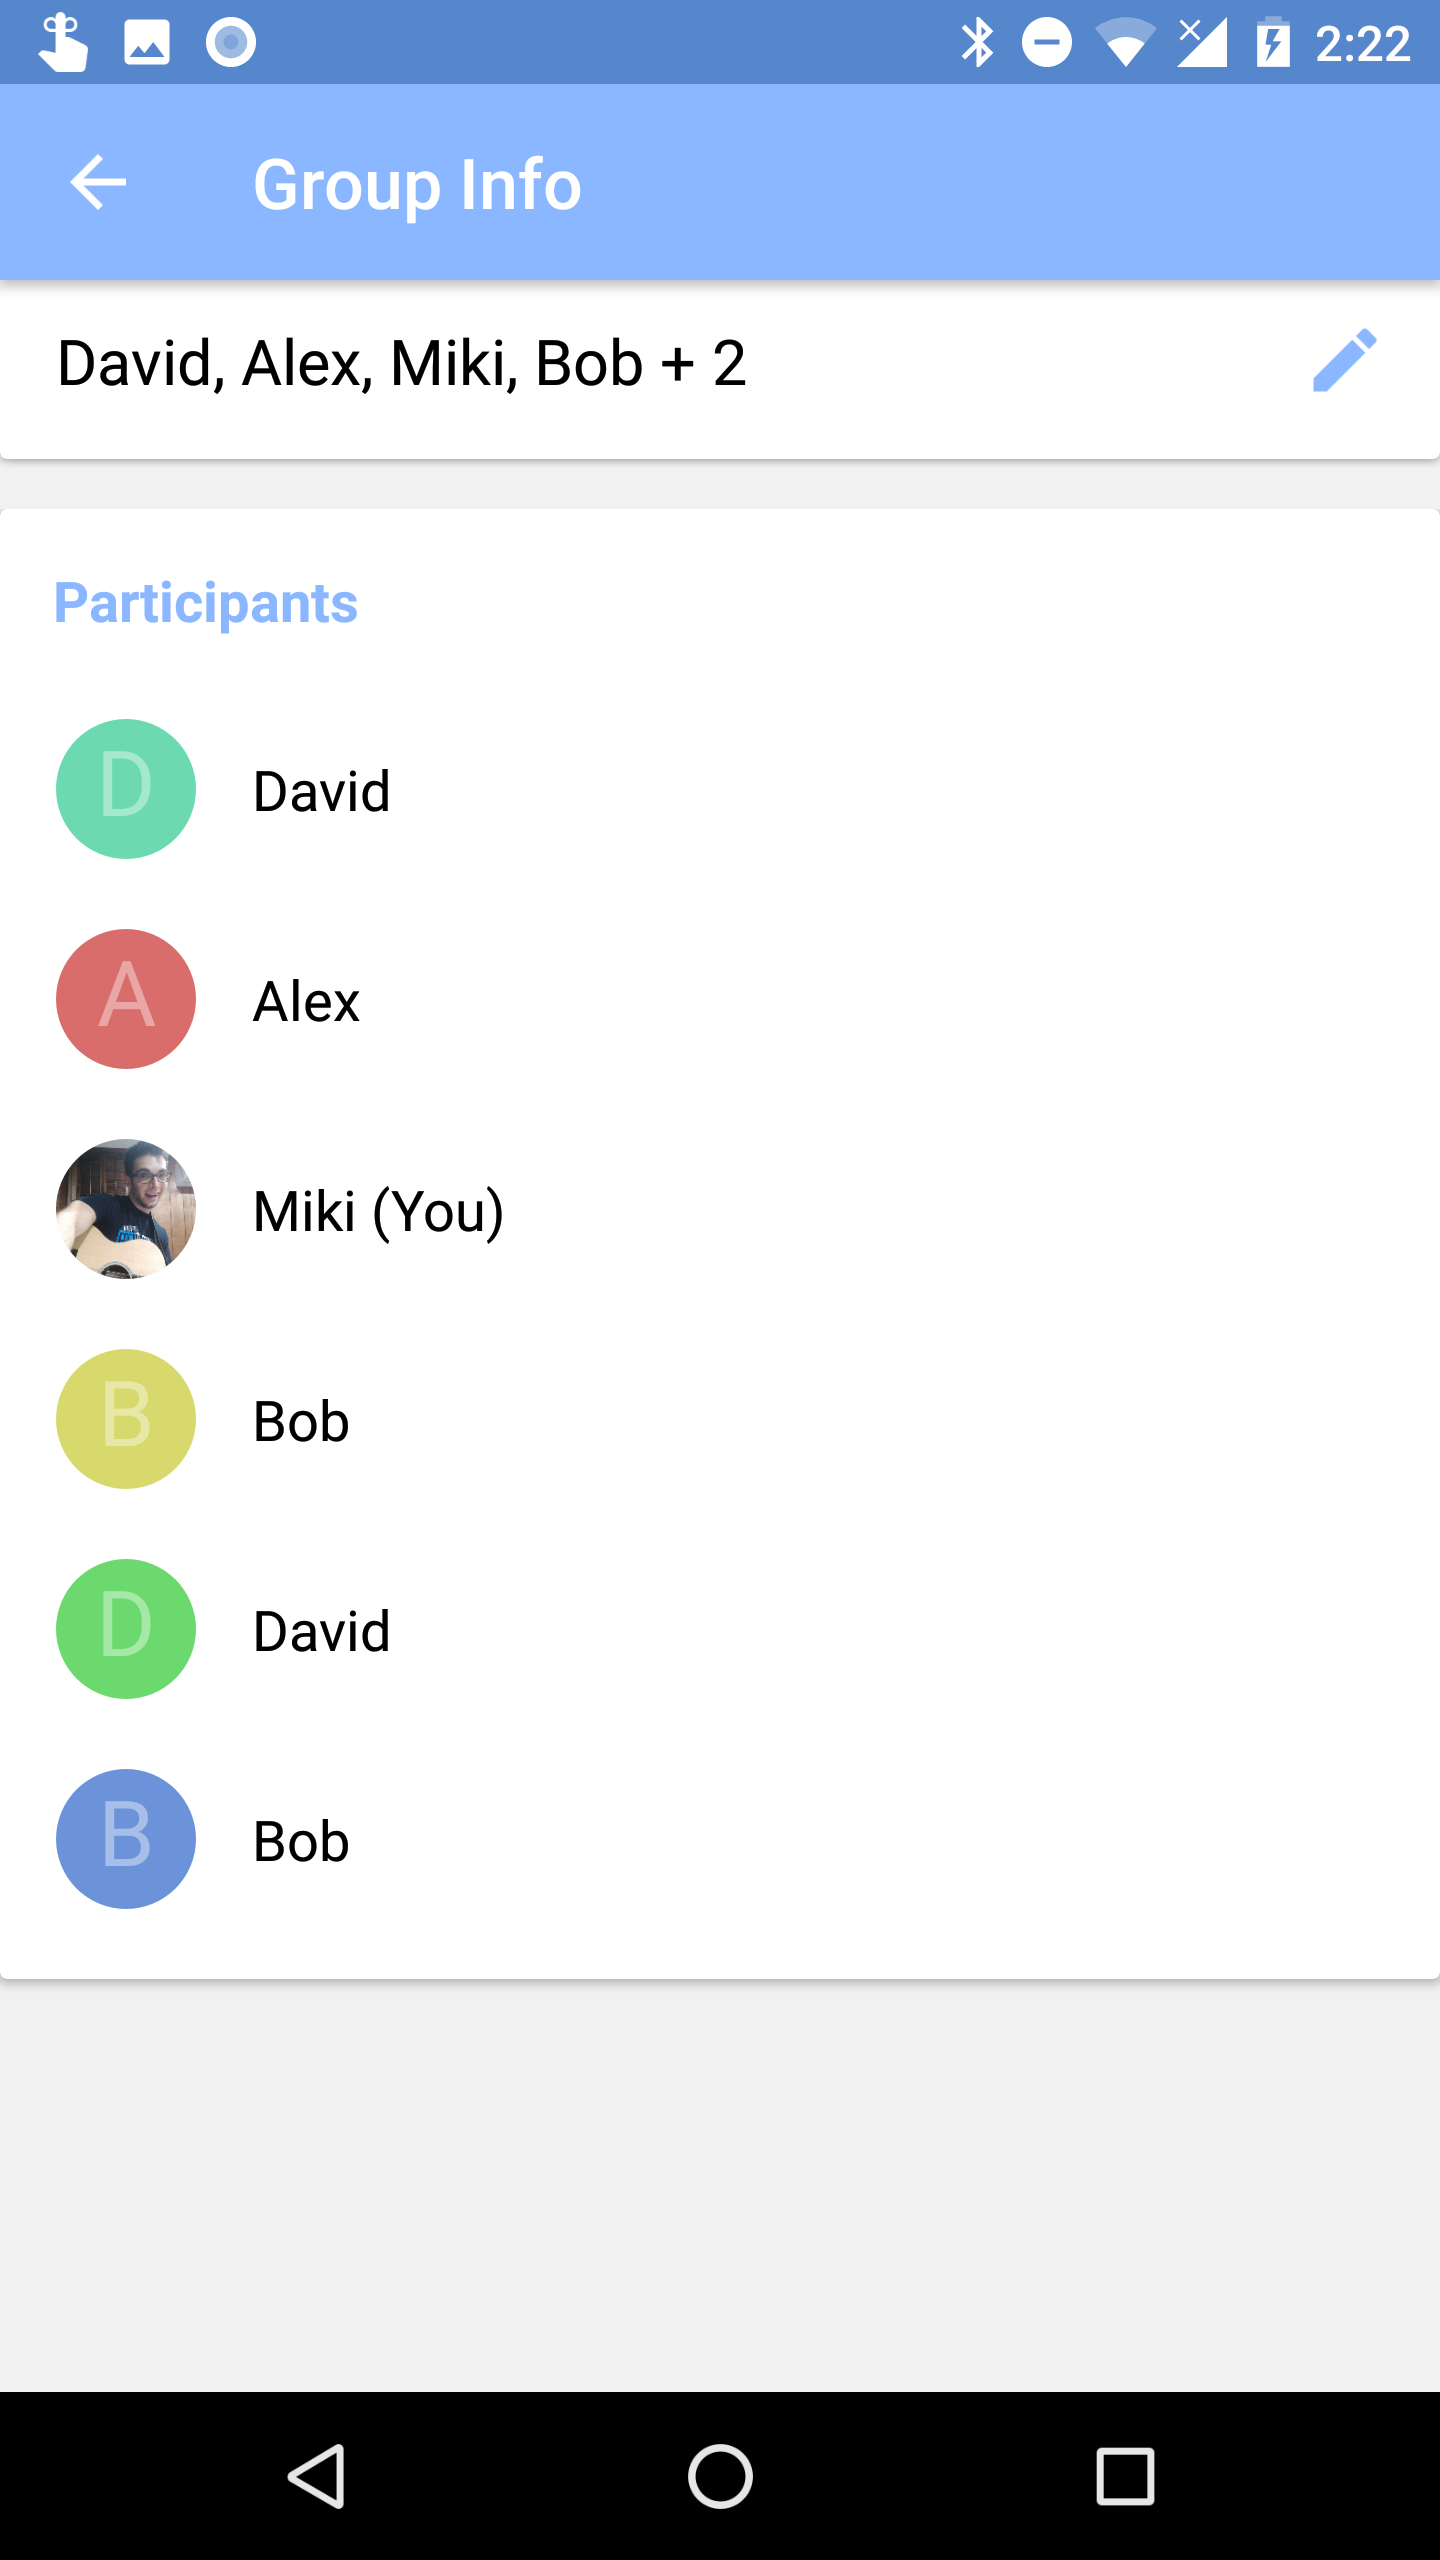 2:22
Group Info
David, Alex, Miki, Bob + 2
Participants
D
David
A
Alex
Miki (You)
B
Bob
D
David
B
Bob